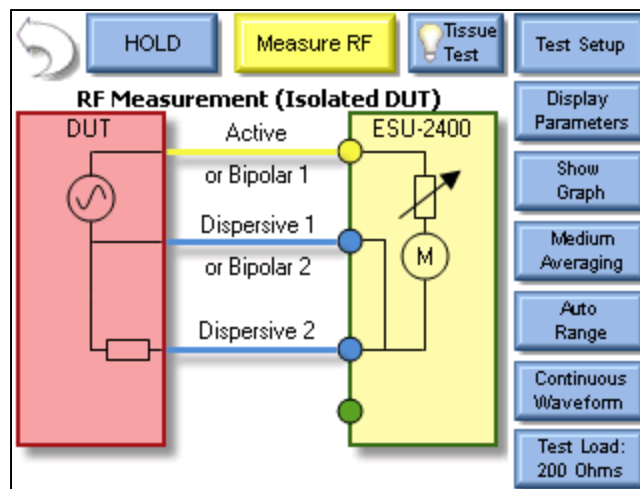 HOLD
Measure RF
Tissue
Test
Test Setup
RF Measurement (Isolated DUT)
DUT
Active
or Bipolar 1
Dispersive 1
or Bipolar 2
Dispersive 2
ESU-2400
M
Display
Parameters
Show
Graph
Medium
Averaging
Auto
Range
Continuous
Waveform
Test Load:
200 Ohms